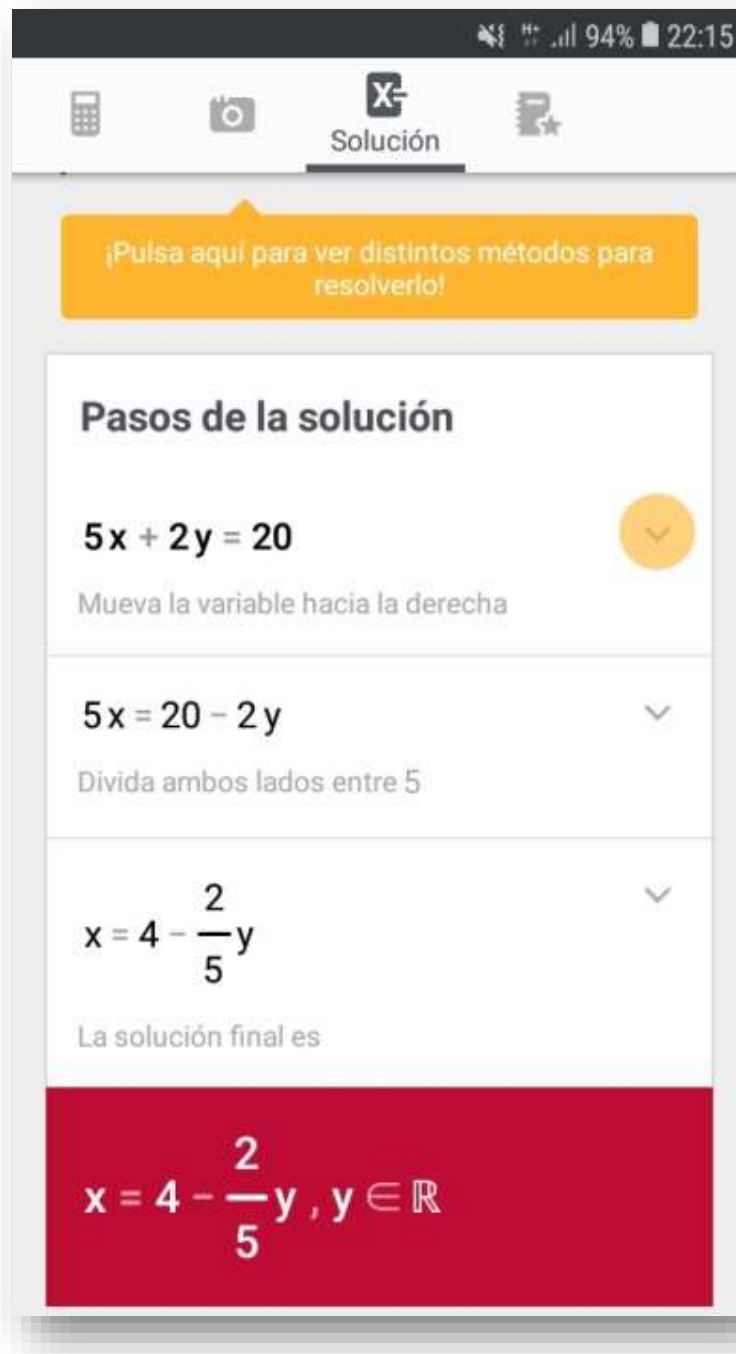 H+ 94% 22:15
X=
Solución
¡Pulsa aquí para ver distintos métodos para
resolverlo!
Pasos de la solución
5x + 2y = 20
Mueva la variable hacia la derecha
5x = 20 − 2y
Divida ambos lados entre 5
x = 4 − 2/5 y
La solución final es
x = 4 − 2/5 y , y ∈ ℝ